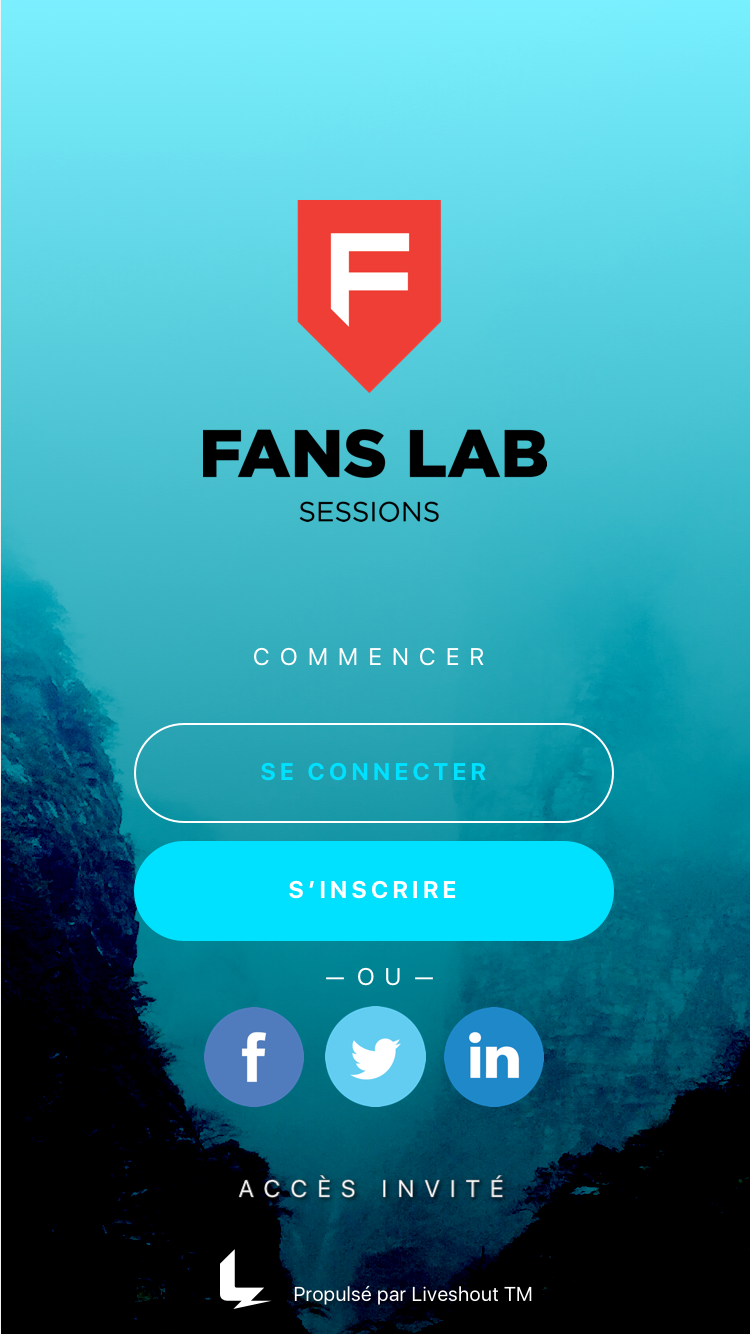 F
FANS LAB
SESSIONS
COMMENCER
SE CONNECTER
S’INSCRIRE
— OU —
f
in
ACCÈS INVITÉ
Propulsé par Liveshout TM